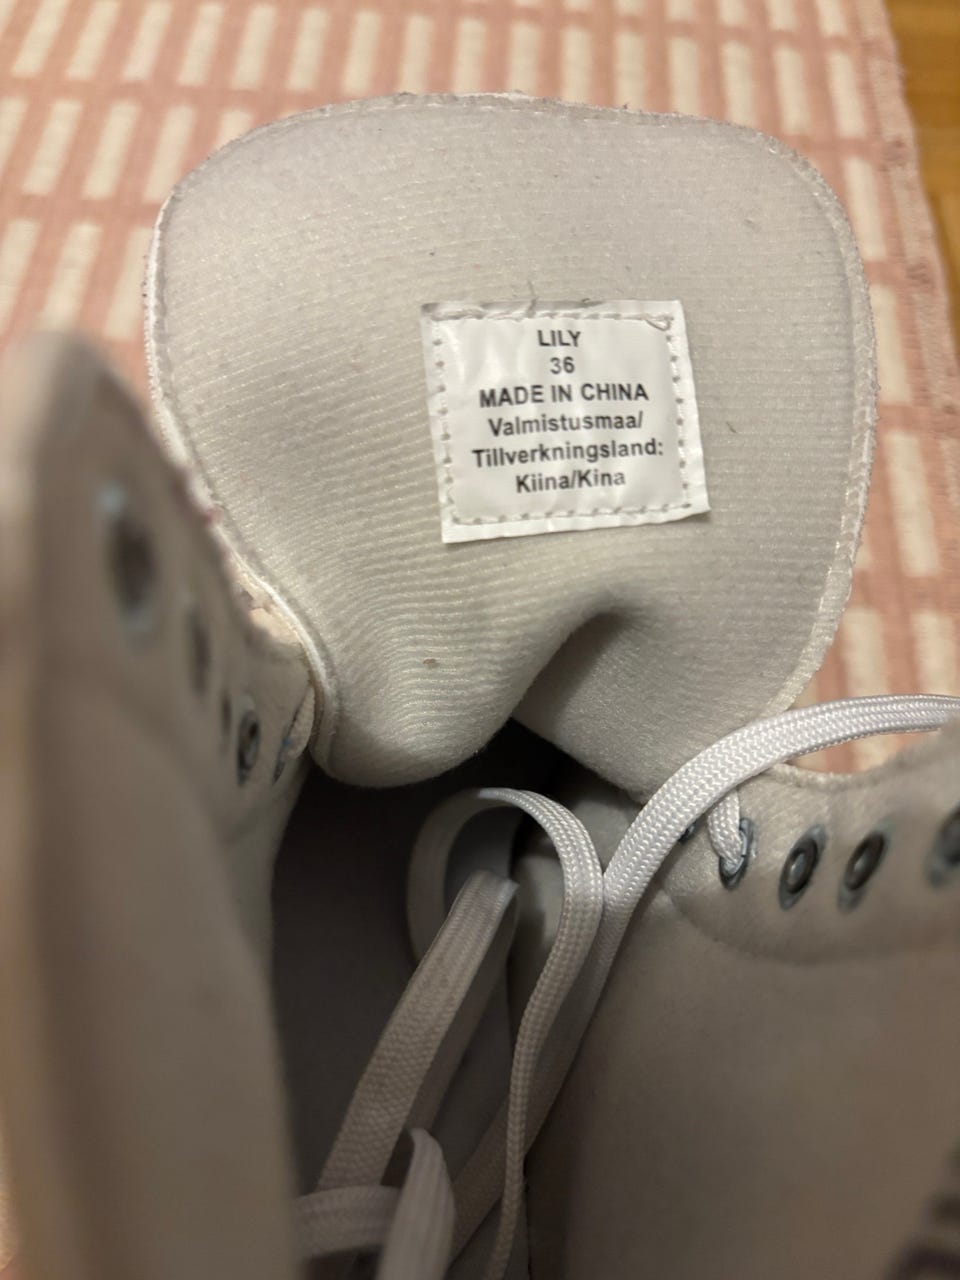 LILY
36
MADE IN CHINA
Valmistusmaa/
Tillverkningsland:
Kiina/Kina